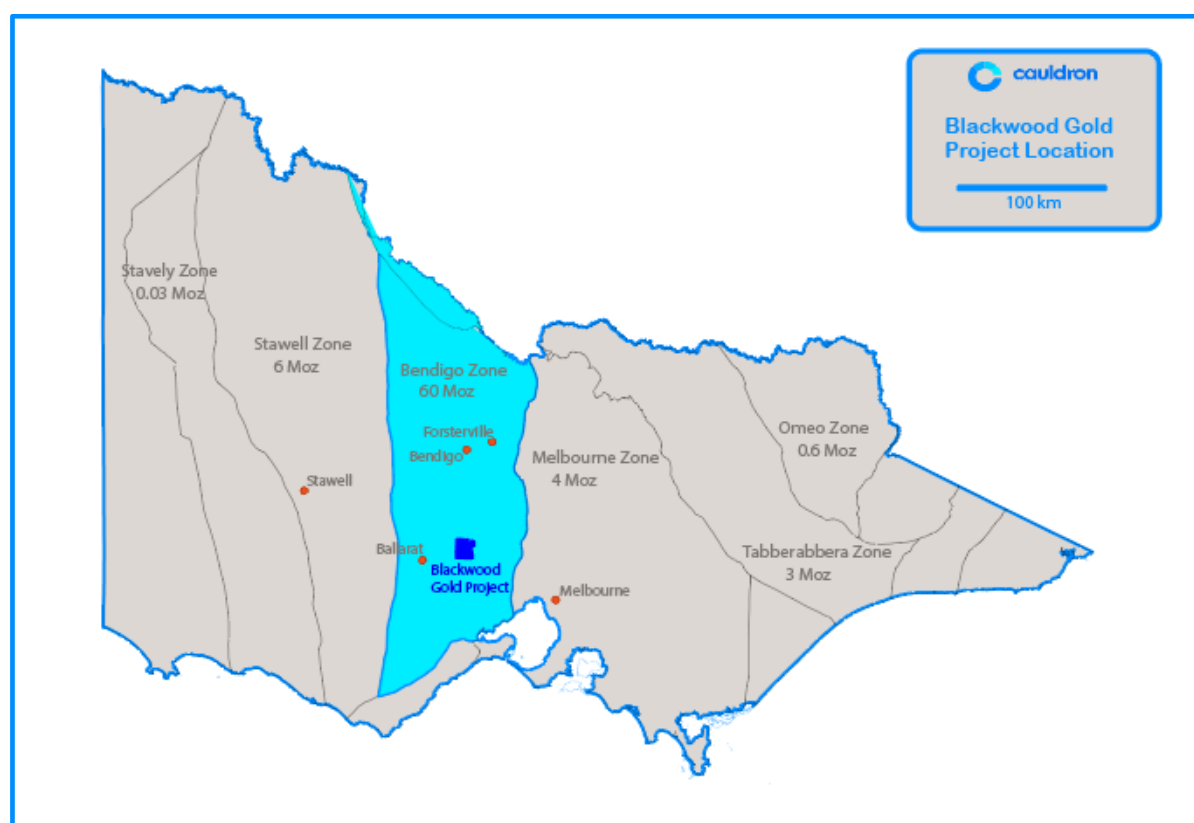 cauldron
Blackwood Gold
Project Location
100 km
Stavely Zone
0.03 Moz
Stawell Zone
6 Moz
Bendigo Zone
60 Moz
Forsterville
Bendigo
Melbourne Zone
4 Moz
Omeo Zone
0.6 Moz
Stawell
Ballarat
Blackwood
Gold Project
Tabberabbera Zone
3 Moz
Melbourne